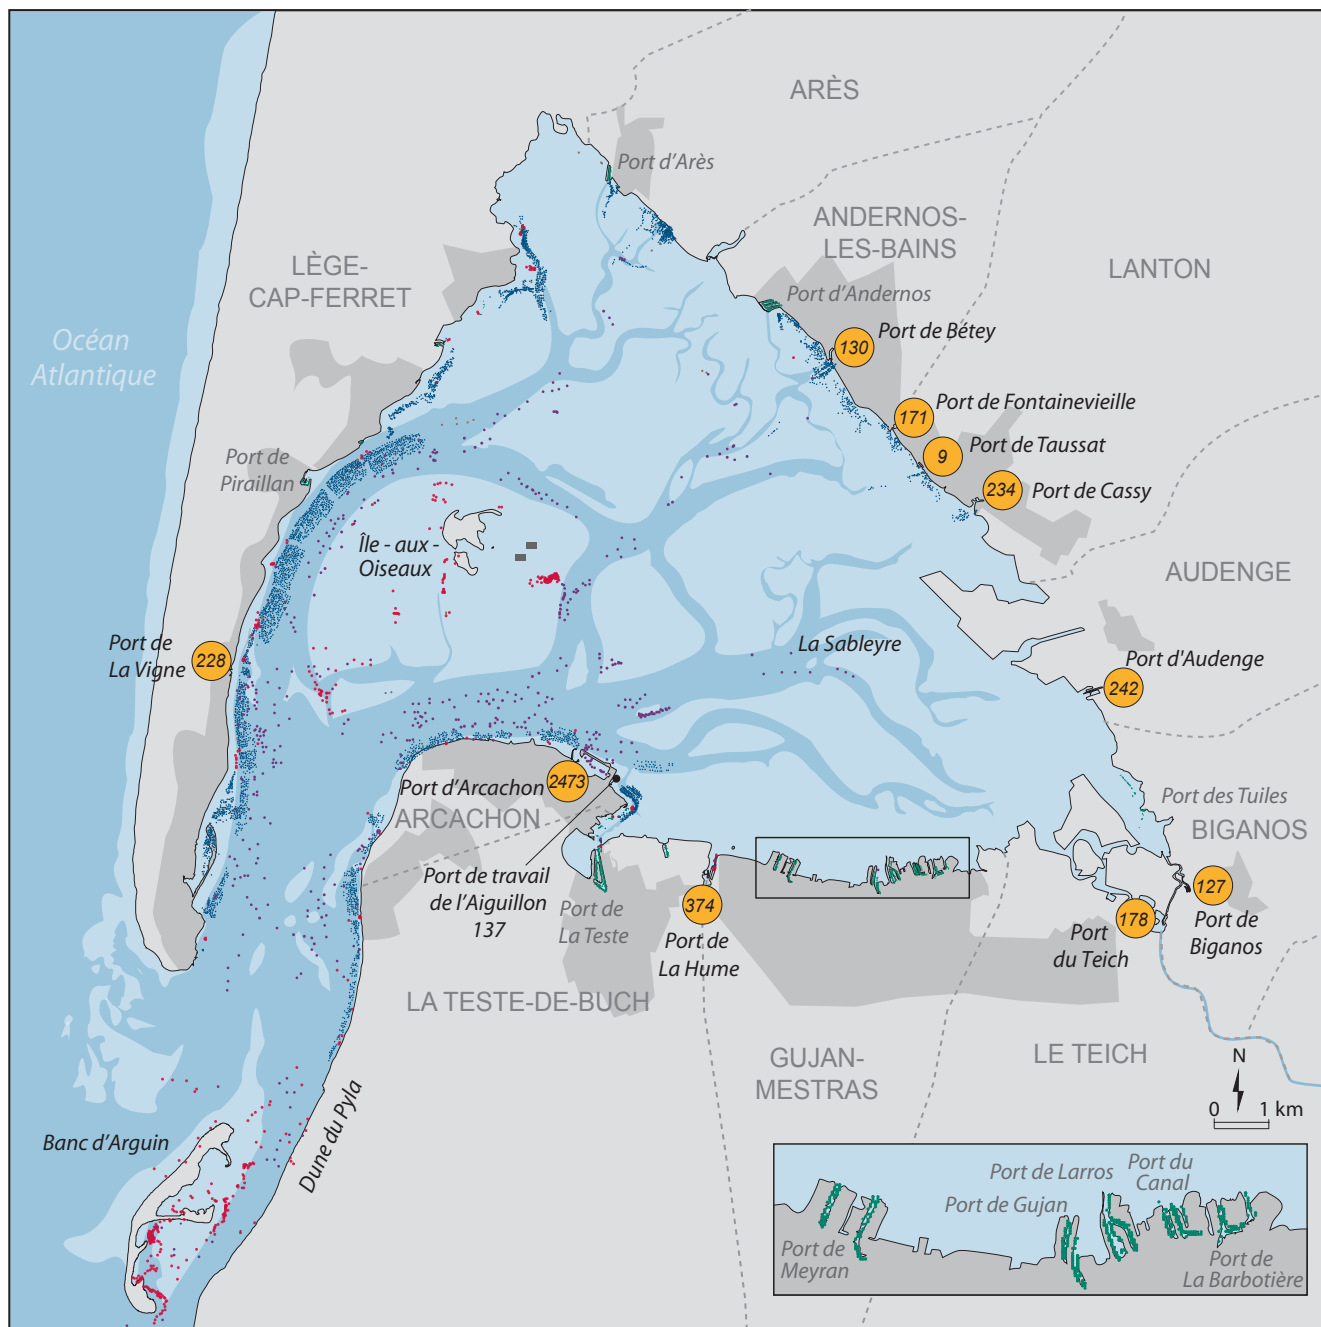 ARÈS
Port d'Arès
ANDERNOS-
LES-BAINS
LÈGE-
CAP-FERRET
LANTON
Port d'Andernos
Océan
Atlantique
130
Port de Bétey
171
Port de Fontainevieille
9
Port de Taussat
234
Port de Cassy
Port de
Piraillan
Île - aux -
Oiseaux
AUDENGE
Port de
La Vigne
228
La Sableyre
Port d'Audenge
242
Port d'Arcachon
2473
ARCACHON
Port des Tuiles
BIGANOS
Port de travail
de l'Aiguillon
137
Port de
La Teste
374
Port de
La Hume
178
Port
du Teich
127
Port de
Biganos
LA TESTE-DE-BUCH
GUJAN-
MESTRAS
LE TEICH
N
0 1 km
Dune du Pyla
Banc d'Arguin
Port de Larros
Port du
Canal
Port de Gujan
Port de
Meyran
Port de
La Barbotière